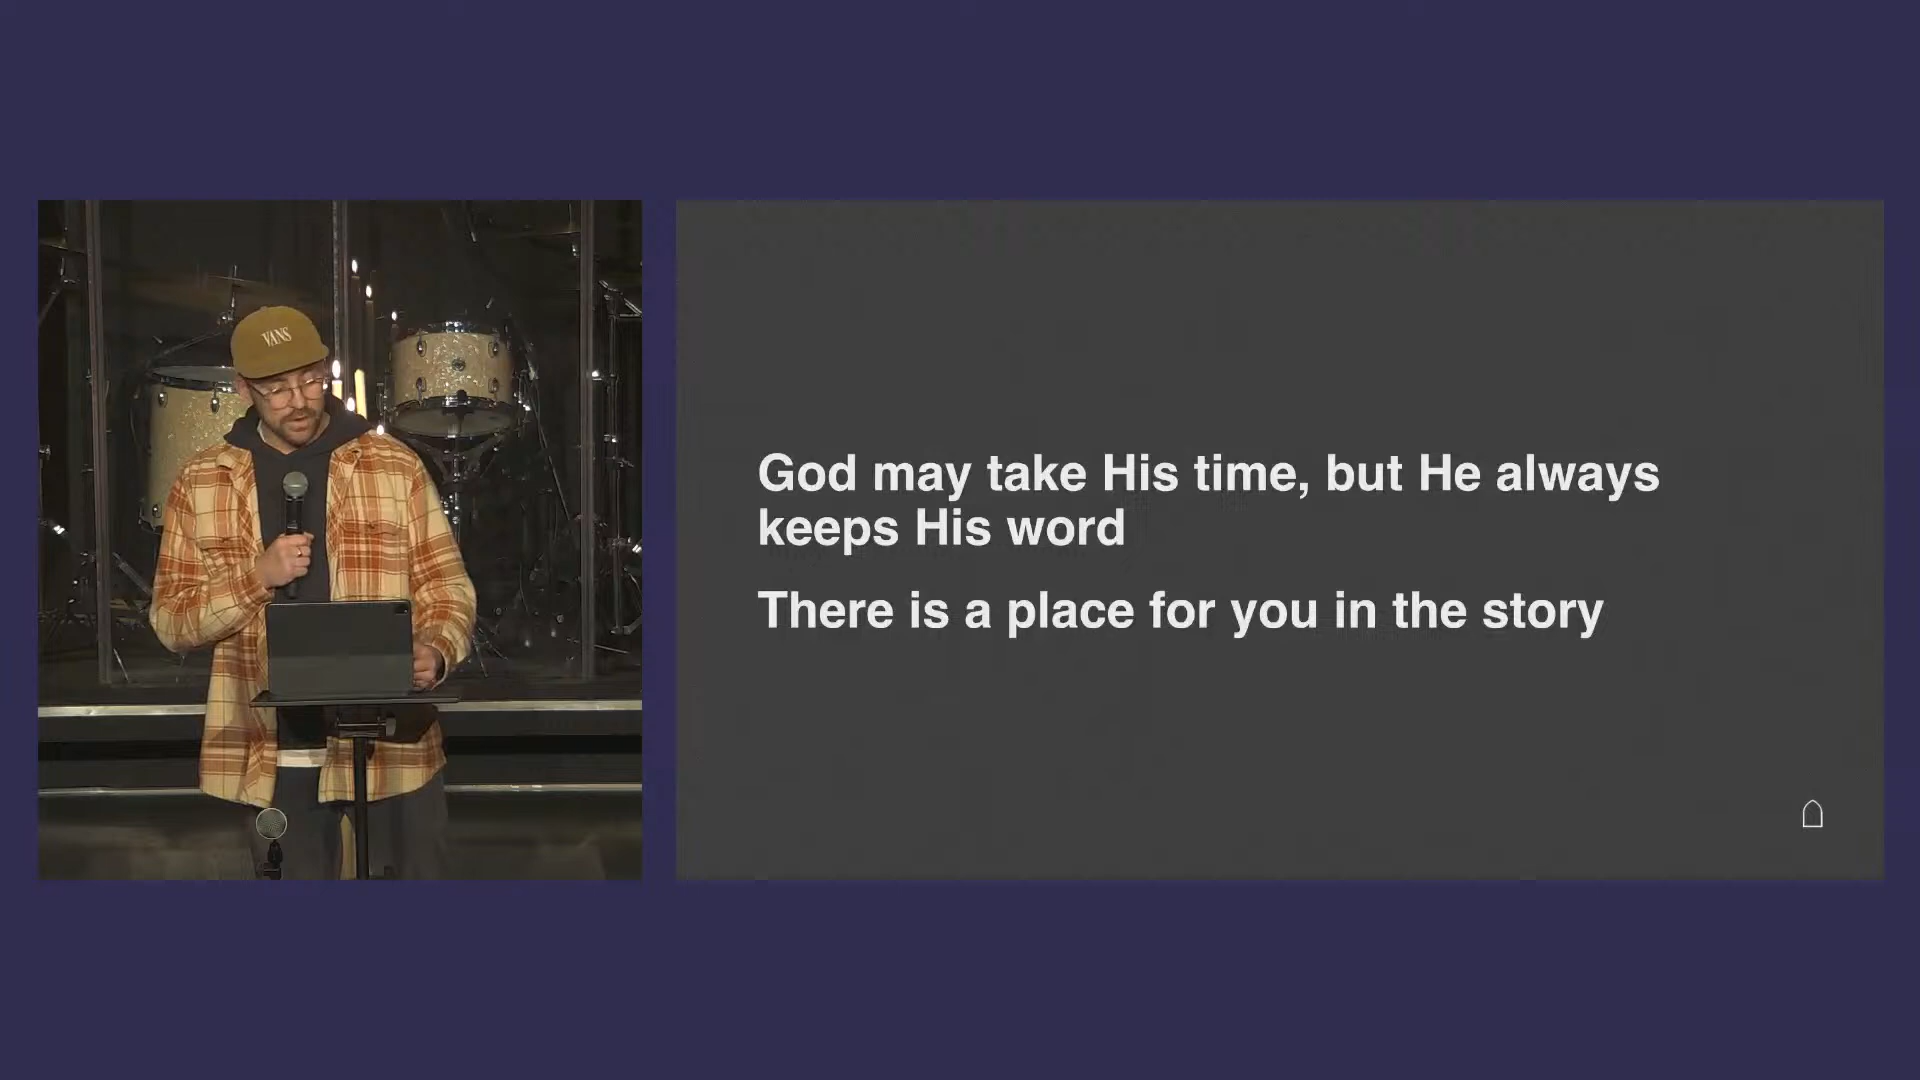 VANS
God may take His time, but He always
keeps His word
There is a place for you in the story